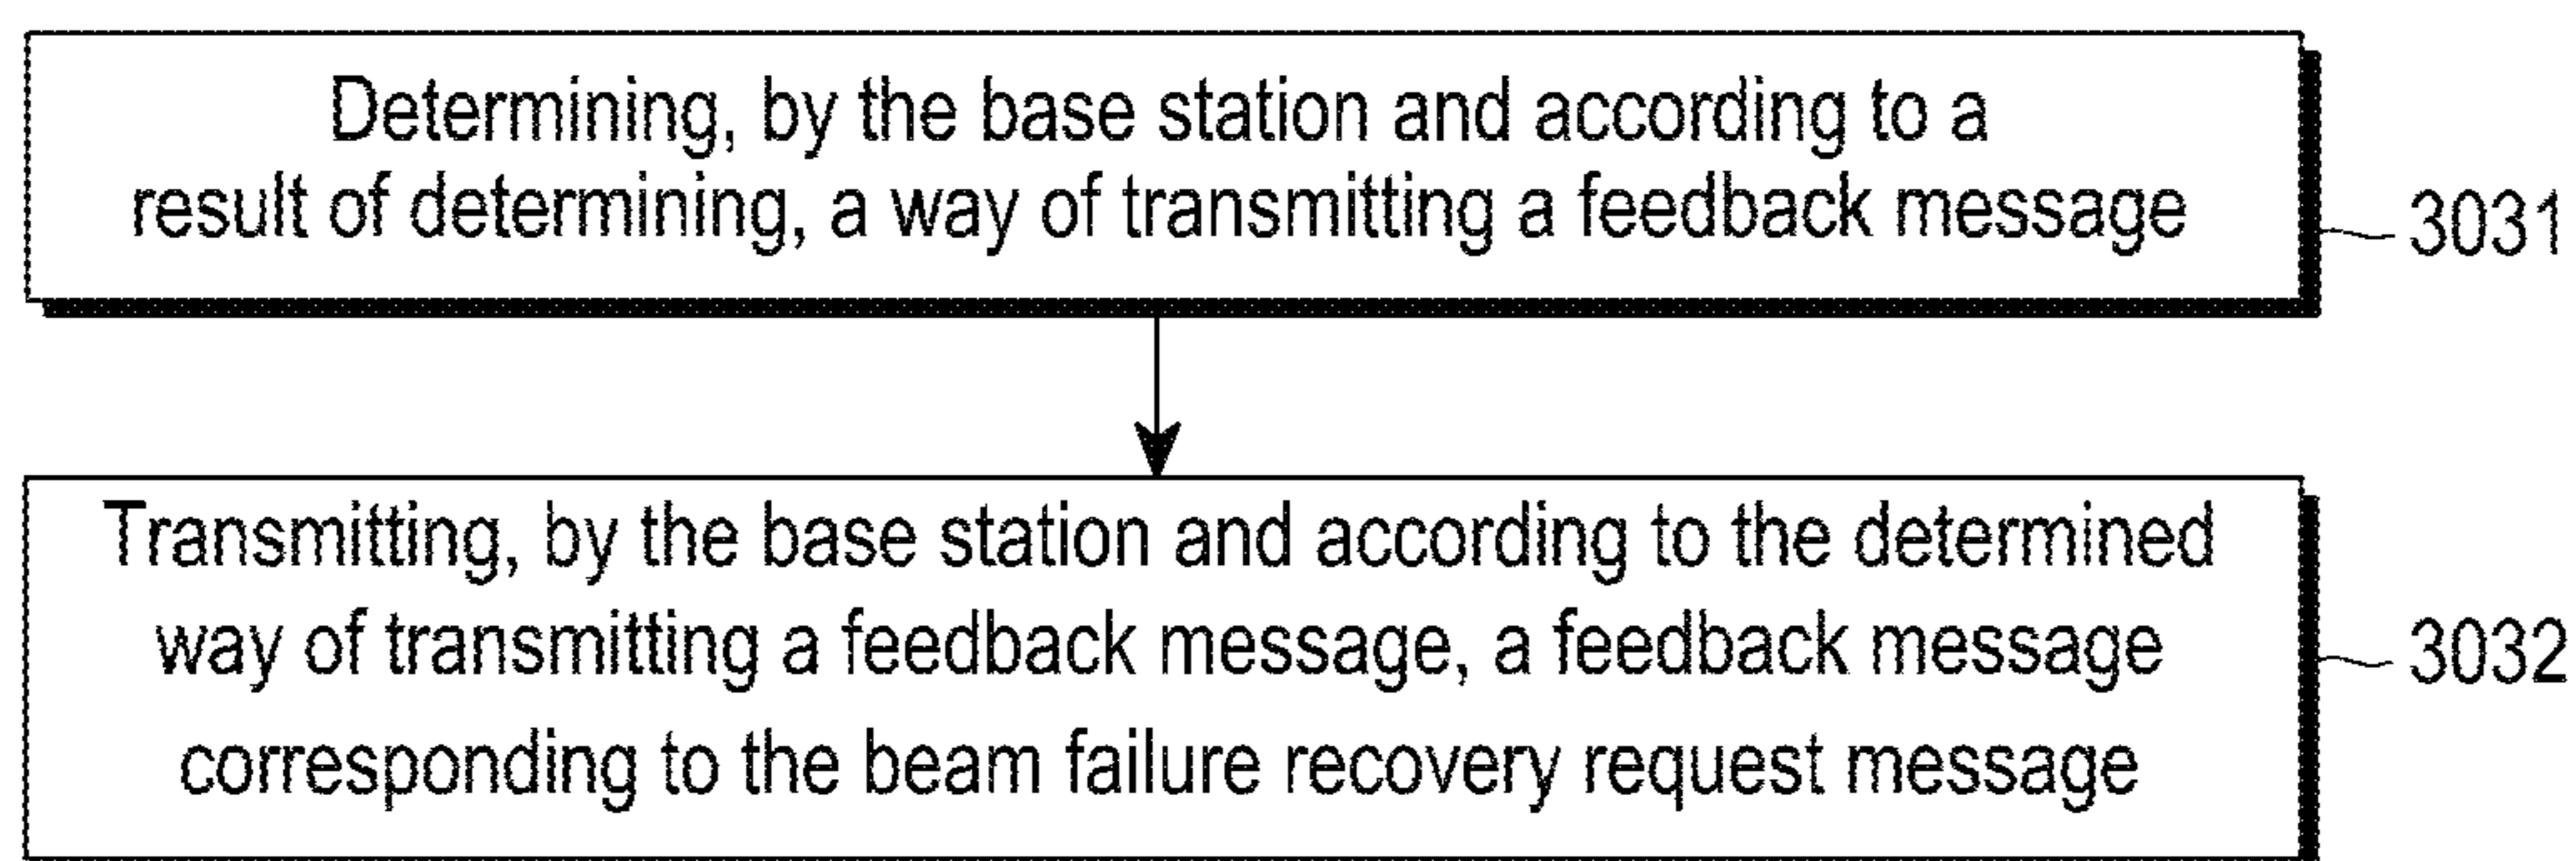 Determining, by the base station and according to a
result of determining, a way of transmitting a feedback message
3031
Transmitting, by the base station and according to the determined
way of transmitting a feedback message, a feedback message
3032
corresponding to the beam failure recovery request message